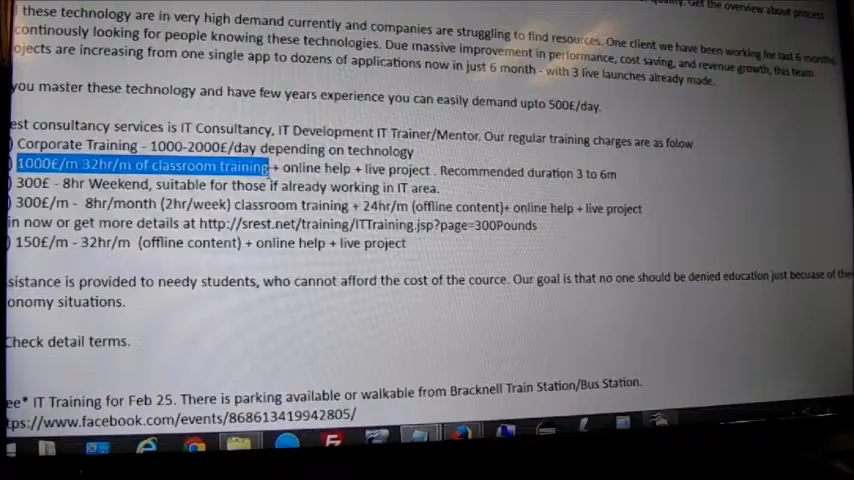 quality. Get the overview about process
these technology are in very high demand currently and companies are struggling to find resources. One client we have been working for last 6 months
continously looking for people knowing these technologies. Due massive improvement in performance, cost saving, and revenue growth, this team
ojects are increasing from one single app to dozens of applications now in just 6 month - with 3 live launches already made.
you master these technology and have few years experience you can easily demand upto 500£/day.
est consultancy services is IT Consultancy, IT Development IT Trainer/Mentor. Our regular training charges are as folow
) Corporate Training - 1000-2000£/day depending on technology
) 1000£/m 32hr/m of classroom training + online help + live project . Recommended duration 3 to 6m
) 300£ - 8hr Weekend, suitable for those if already working in IT area.
) 300£/m - 8hr/month (2hr/week) classroom training + 24hr/m (offline content)+ online help + live project
in now or get more details at http://srest.net/training/ITTraining.jsp?page=300Pounds
) 150£/m - 32hr/m (offline content) + online help + live project
sistance is provided to needy students, who cannot afford the cost of the cource. Our goal is that no one should be denied education just becuase of the
onomy situations.
Check detail terms.
ee* IT Training for Feb 25. There is parking available or walkable from Bracknell Train Station/Bus Station.
tps://www.facebook.com/events/868613419942805/